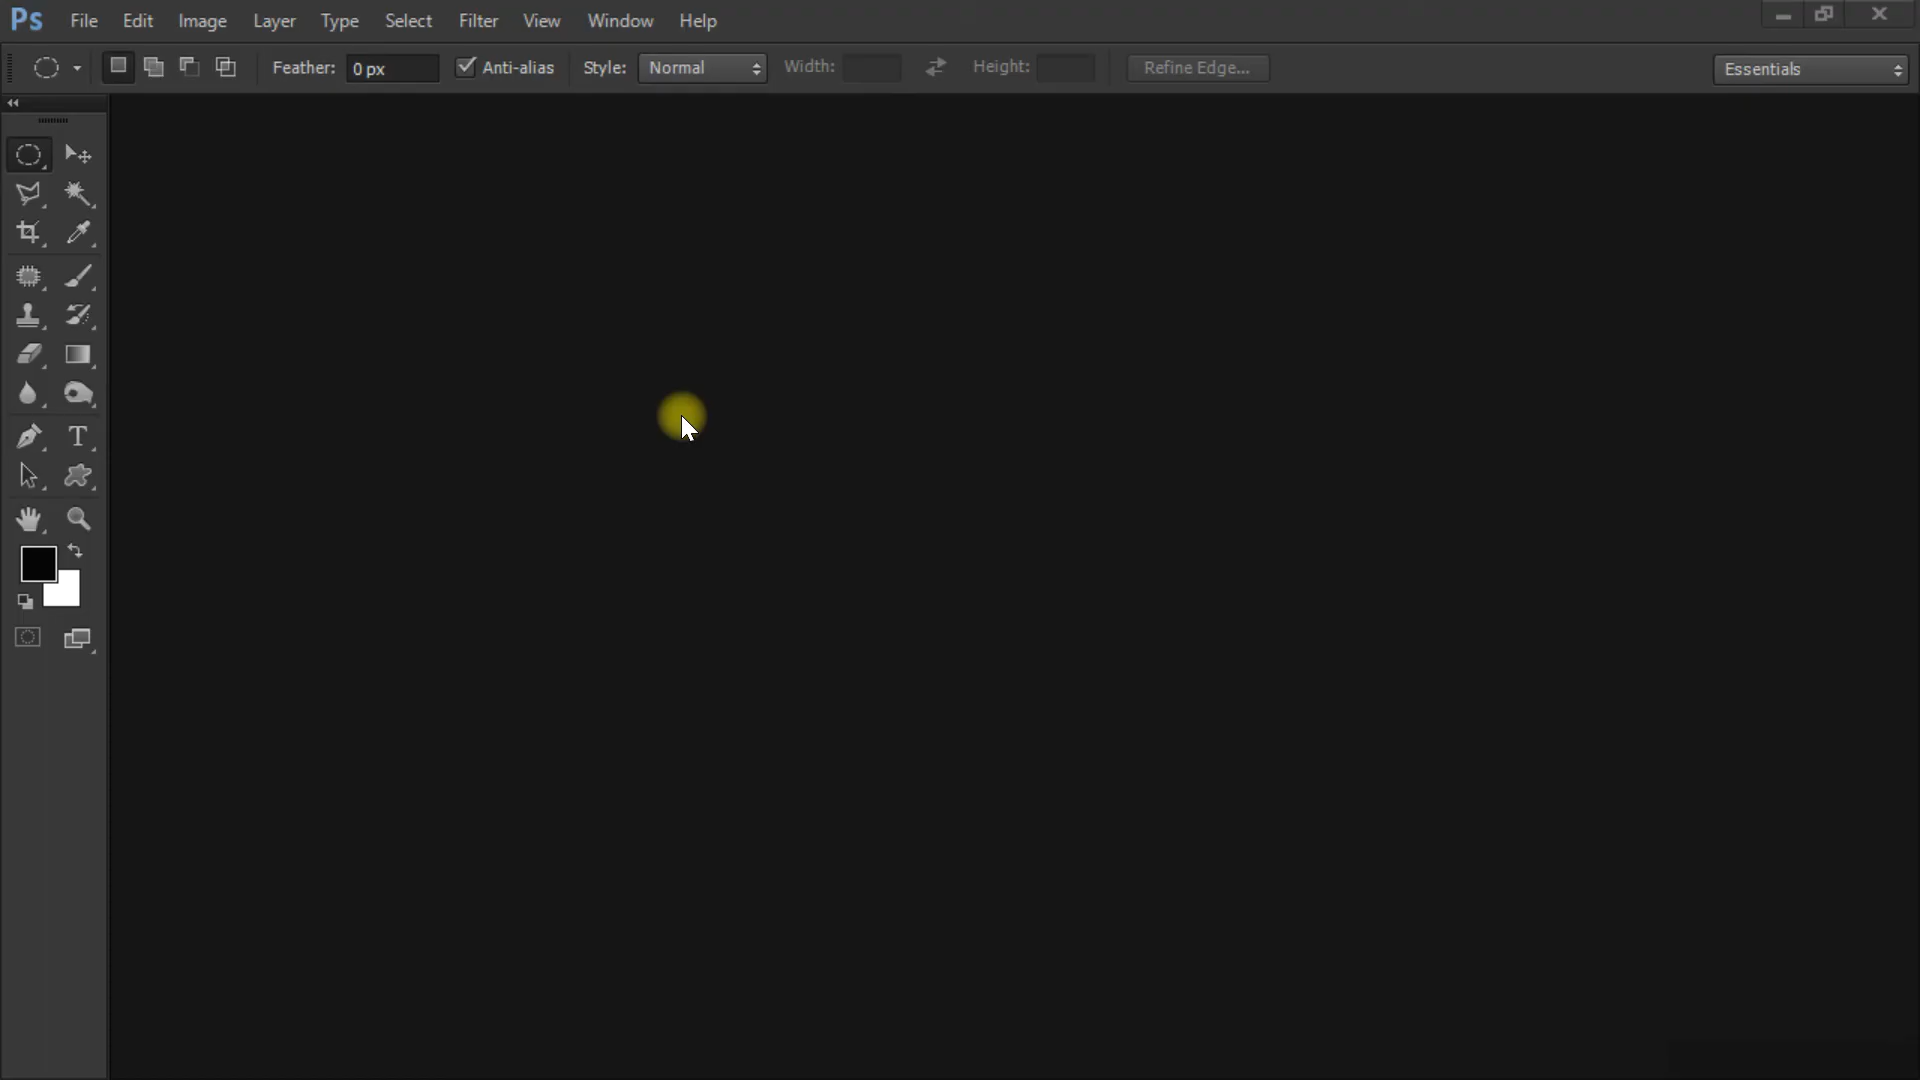 Ps File Edit Image Layer Type Select Filter View Window Help
Feather: 0 px Anti-alias Style: Normal Width: Height: Refine Edge... Essentials
T